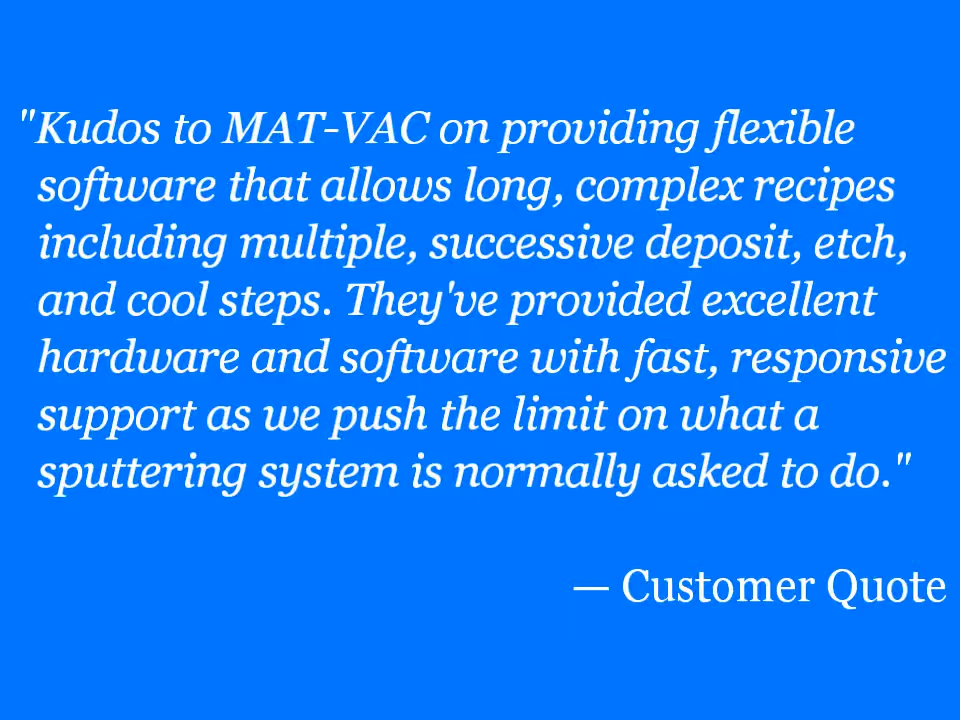 "Kudos to MAT-VAC on providing flexible
software that allows long, complex recipes
including multiple, successive deposit, etch,
and cool steps. They've provided excellent
hardware and software with fast, responsive
support as we push the limit on what a
sputtering system is normally asked to do."
— Customer Quote